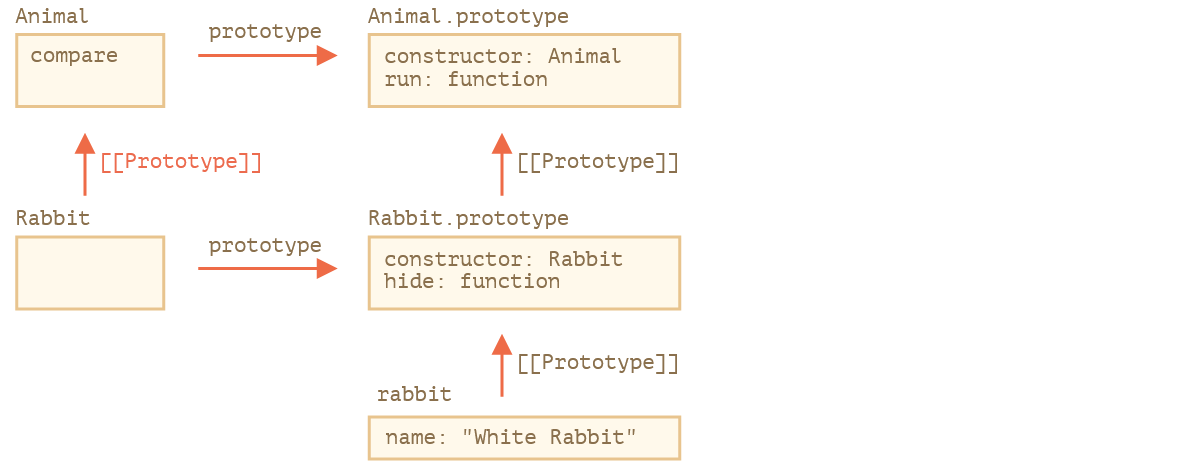 Animal
prototype
Animal.prototype
compare
constructor: Animal
run: function
[[Prototype]]
[[Prototype]]
Rabbit
prototype
Rabbit.prototype
constructor: Rabbit
hide: function
[[Prototype]]
rabbit
name: "White Rabbit"